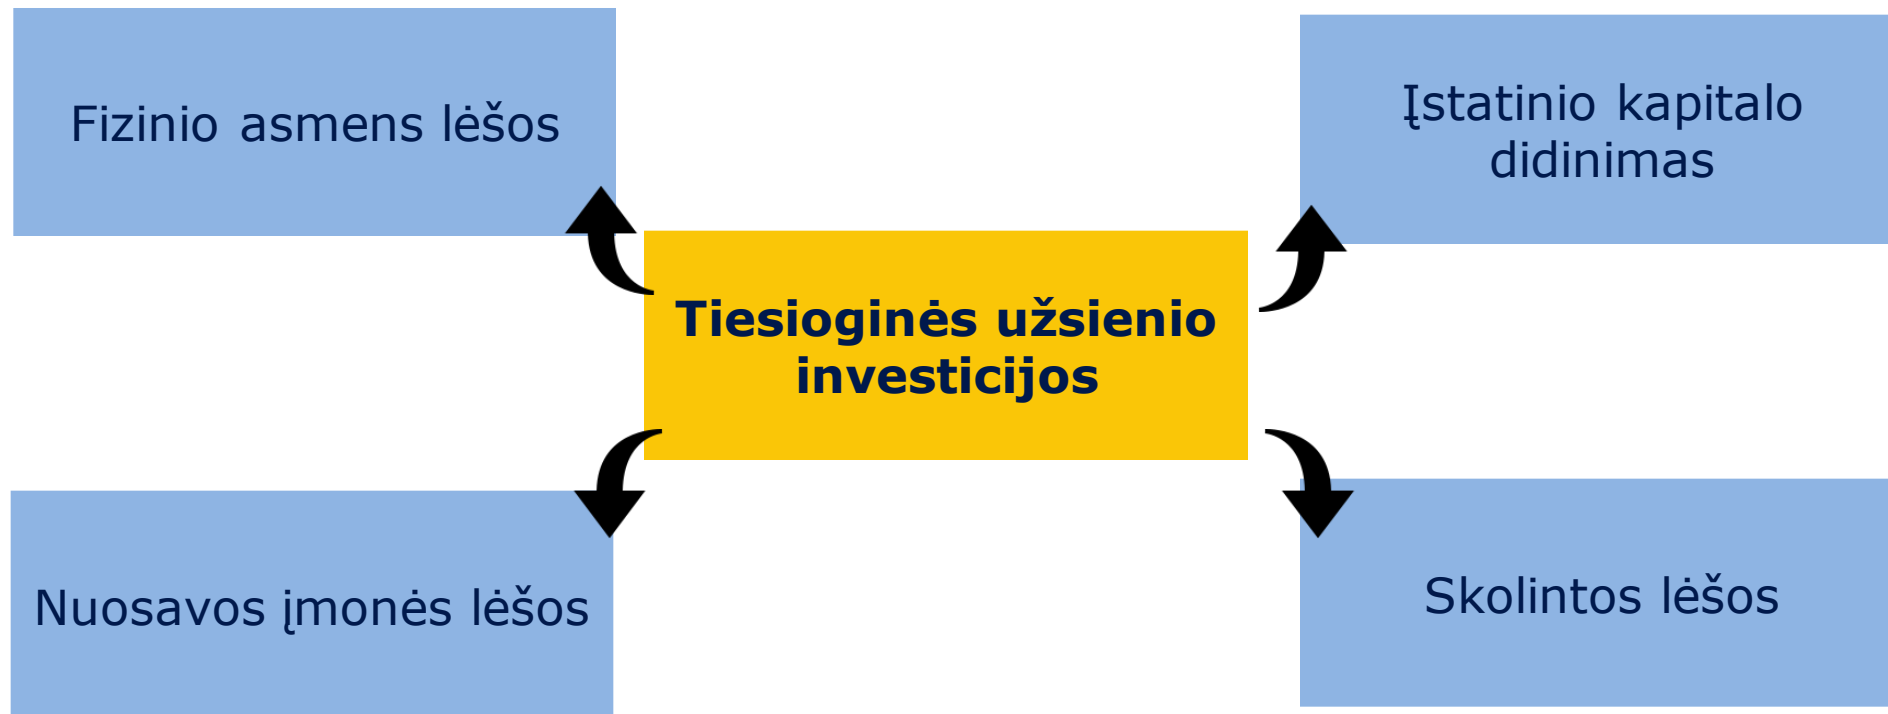 Fizinio asmens lėšos
Įstatinio kapitalo
didinimas
Tiesioginės užsienio
investicijos
Nuosavos įmonės lėšos
Skolintos lėšos